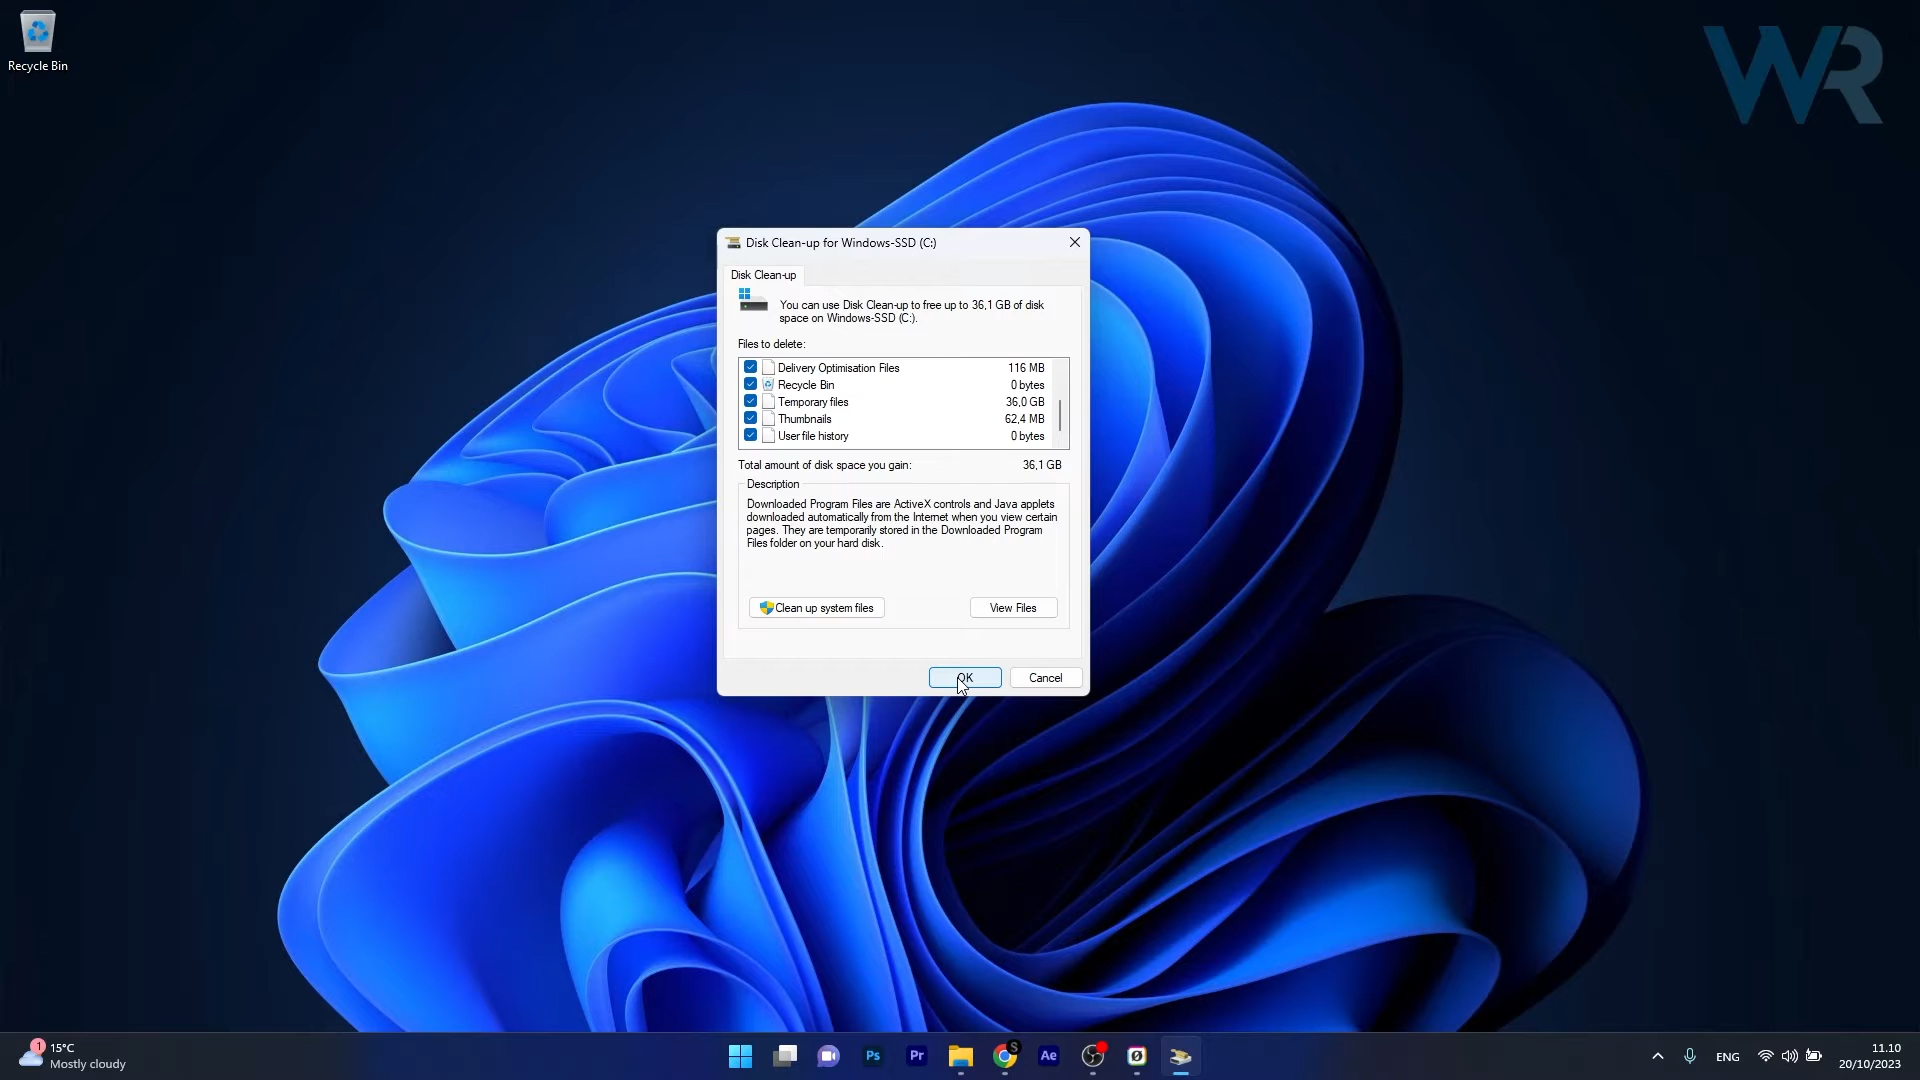 Recycle Bin
WR
Disk Clean-up for Windows-SSD (C:)
Disk Clean-up
You can use Disk Clean-up to free up to 36,1 GB of disk
space on Windows-SSD (C:).
Files to delete:
Delivery Optimisation Files 116 MB
Recycle Bin 0 bytes
Temporary files 36,0 GB
Thumbnails 62,4 MB
User file history 0 bytes
Total amount of disk space you gain: 36,1 GB
Description
Downloaded Program Files are ActiveX controls and Java applets
downloaded automatically from the Internet when you view certain
pages. They are temporarily stored in the Downloaded Program
Files folder on your hard disk.
Clean up system files View Files
OK Cancel
1 15°C
Mostly cloudy
Ps Pr S Ae
ENG
11.10
20/10/2023